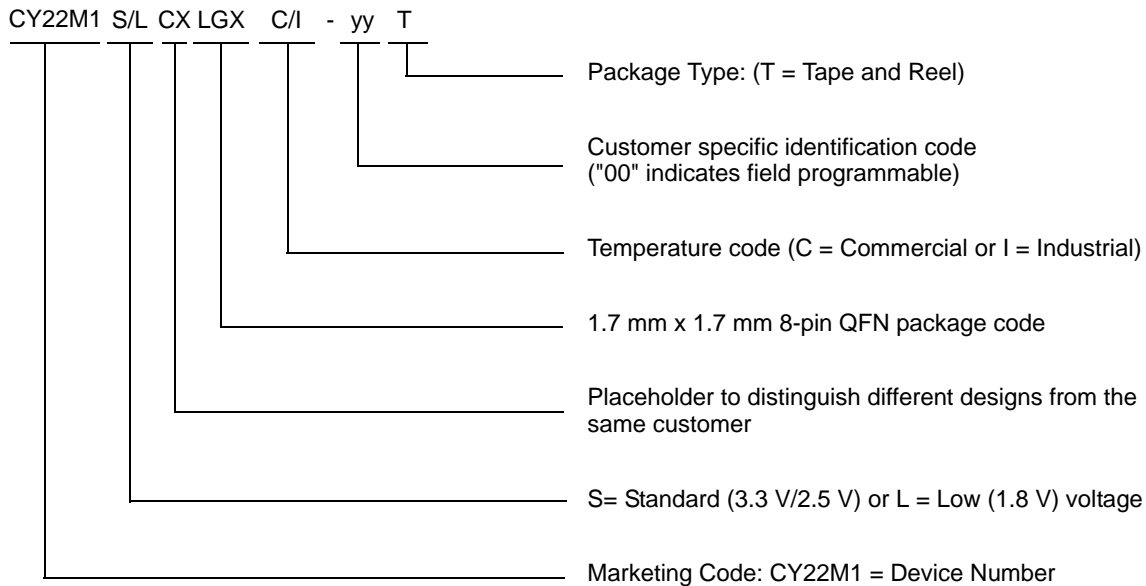 CY22M1 S/L CX LGX C/I - yy T
Package Type: (T = Tape and Reel)
Customer specific identification code
("00" indicates field programmable)
Temperature code (C = Commercial or I = Industrial)
1.7 mm x 1.7 mm 8-pin QFN package code
Placeholder to distinguish different designs from the
same customer
S= Standard (3.3 V/2.5 V) or L = Low (1.8 V) voltage
Marketing Code: CY22M1 = Device Number